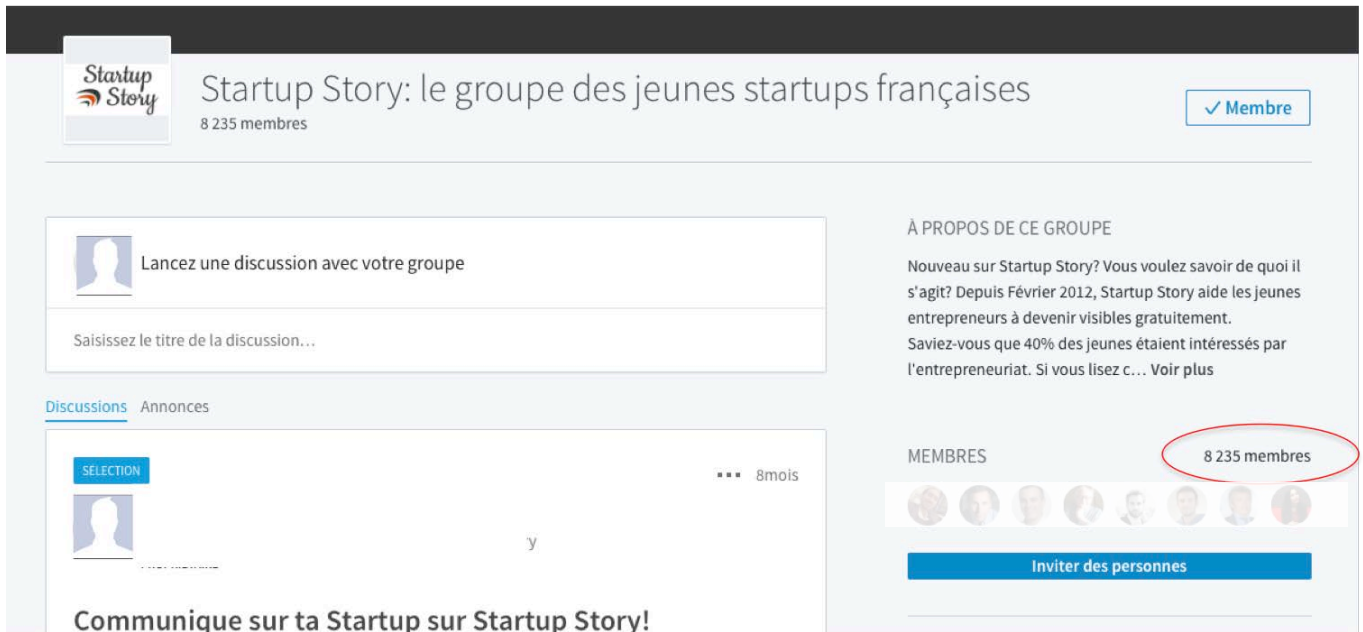 Startup
Story
Startup Story: le groupe des jeunes startups françaises
8 235 membres
✓ Membre
Lancez une discussion avec votre groupe
Saisissez le titre de la discussion...
Discussions Annonces
SÉLECTION
8mois
y
Communique sur ta Startup sur Startup Story!
À PROPOS DE CE GROUPE
Nouveau sur Startup Story? Vous voulez savoir de quoi il
s'agit? Depuis Février 2012, Startup Story aide les jeunes
entrepreneurs à devenir visibles gratuitement.
Saviez-vous que 40% des jeunes étaient intéressés par
l'entrepreneuriat. Si vous lisez c... Voir plus
MEMBRES
8 235 membres
Inviter des personnes